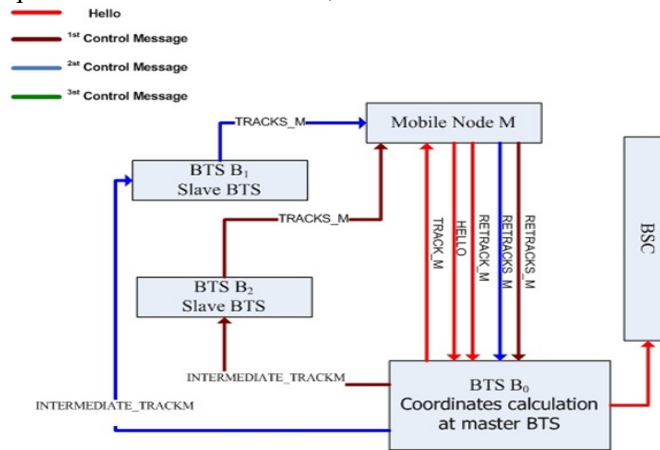 Hello
1st Control Message
2st Control Message
3st Control Message
Mobile Node M
TRACKS_M
BTS B1
Slave BTS
TRACKS_M
BTS B2
Slave BTS
TRACK_M
HELLO
RETRACK_M
RETRACKS_M
RETRACKS_M
BSC
INTERMEDIATE_TRACKM
INTERMEDIATE_TRACKM
BTS B0
Coordinates calculation
at master BTS